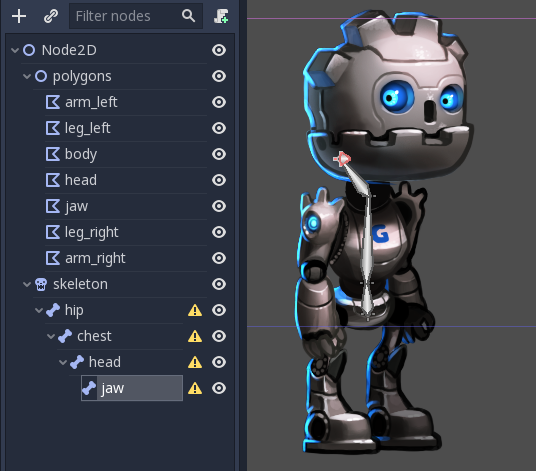 Filter nodes
Node2D
polygons
arm_left
leg_left
body
head
jaw
leg_right
arm_right
skeleton
hip
chest
head
jaw
G